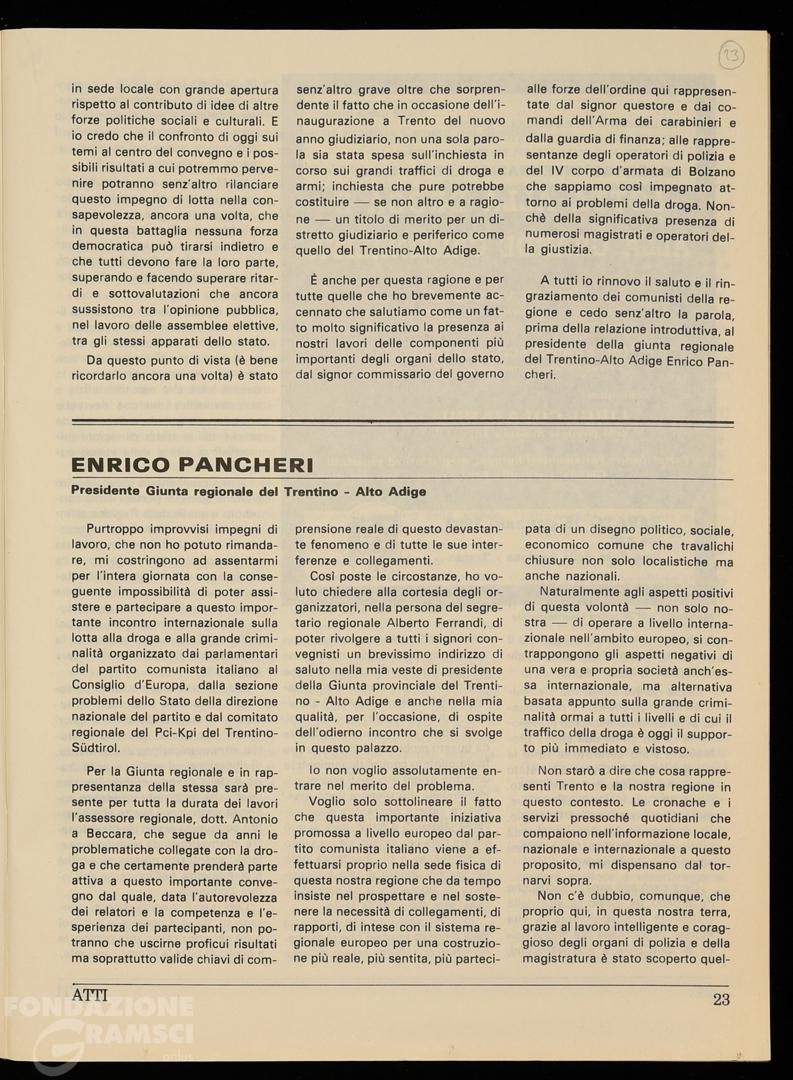 23
in sede locale con grande apertura
rispetto al contributo di idee di altre
forze politiche sociali e culturali. E
io credo che il confronto di oggi sui
temi al centro del convegno e i pos-
sibili risultati a cui potremmo perve-
nire potranno senz'altro rilanciare
questo impegno di lotta nella con-
sapevolezza, ancora una volta, che
in questa battaglia nessuna forza
democratica può tirarsi indietro e
che tutti devono fare la loro parte,
superando e facendo superare ritar-
di e sottovalutazioni che ancora
sussistono tra l'opinione pubblica,
nel lavoro delle assemblee elettive,
tra gli stessi apparati dello stato.
Da questo punto di vista (è bene
ricordarlo ancora una volta) è stato
senz'altro grave oltre che sorpren-
dente il fatto che in occasione dell'i-
naugurazione a Trento del nuovo
anno giudiziario, non una sola paro-
la sia stata spesa sull'inchiesta in
corso sui grandi traffici di droga e
armi; inchiesta che pure potrebbe
costituire — se non altro e a ragio-
ne — un titolo di merito per un di-
stretto giudiziario e periferico come
quello del Trentino-Alto Adige.
È anche per questa ragione e per
tutte quelle che ho brevemente ac-
cennato che salutiamo come un fat-
to molto significativo la presenza ai
nostri lavori delle componenti più
importanti degli organi dello stato,
dal signor commissario del governo
alle forze dell'ordine qui rappresen-
tate dal signor questore e dai co-
mandi dell'Arma dei carabinieri e
dalla guardia di finanza; alle rappre-
sentanze degli operatori di polizia e
del IV corpo d'armata di Bolzano
che sappiamo così impegnato at-
torno ai problemi della droga. Non-
chè della significativa presenza di
numerosi magistrati e operatori del-
la giustizia.
A tutti io rinnovo il saluto e il rin-
graziamento dei comunisti della re-
gione e cedo senz'altro la parola,
prima della relazione introduttiva, al
presidente della giunta regionale
del Trentino-Alto Adige Enrico Pan-
cheri.
ENRICO PANCHERI
Presidente Giunta regionale del Trentino - Alto Adige
Purtroppo improvvisi impegni di
lavoro, che non ho potuto rimanda-
re, mi costringono ad assentarmi
per l'intera giornata con la conse-
guente impossibilità di poter assi-
stere e partecipare a questo impor-
tante incontro internazionale sulla
lotta alla droga e alla grande crimi-
nalità organizzato dai parlamentari
del partito comunista italiano al
Consiglio d'Europa, dalla sezione
problemi dello Stato della direzione
nazionale del partito e dal comitato
regionale del Pci-Kpi del Trentino-
Südtirol.
Per la Giunta regionale e in rap-
presentanza della stessa sarà pre-
sente per tutta la durata dei lavori
l'assessore regionale, dott. Antonio
a Beccara, che segue da anni le
problematiche collegate con la dro-
ga e che certamente prenderà parte
attiva a questo importante conve-
gno dal quale, data l'autorevolezza
dei relatori e la competenza e l'e-
sperienza dei partecipanti, non po-
tranno che uscirne proficui risultati
ma soprattutto valide chiavi di com-
prensione reale di questo devastan-
te fenomeno e di tutte le sue inter-
ferenze e collegamenti.
Così poste le circostanze, ho vo-
luto chiedere alla cortesia degli or-
ganizzatori, nella persona del segre-
tario regionale Alberto Ferrandi, di
poter rivolgere a tutti i signori con-
vegnisti un brevissimo indirizzo di
saluto nella mia veste di presidente
della Giunta provinciale del Trenti-
no - Alto Adige e anche nella mia
qualità, per l'occasione, di ospite
dell'odierno incontro che si svolge
in questo palazzo.
Io non voglio assolutamente en-
trare nel merito del problema.
Voglio solo sottolineare il fatto
che questa importante iniziativa
promossa a livello europeo dal par-
tito comunista italiano viene a ef-
fettuarsi proprio nella sede fisica di
questa nostra regione che da tempo
insiste nel prospettare e nel soste-
nere la necessità di collegamenti, di
rapporti, di intese con il sistema re-
gionale europeo per una costruzio-
ne più reale, più sentita, più parteci-
pata di un disegno politico, sociale,
economico comune che travalichi
chiusure non solo localistiche ma
anche nazionali.
Naturalmente agli aspetti positivi
di questa volontà — non solo no-
stra — di operare a livello interna-
zionale nell'ambito europeo, si con-
trappongono gli aspetti negativi di
una vera e propria società anch'es-
sa internazionale, ma alternativa
basata appunto sulla grande crimi-
nalità ormai a tutti i livelli e di cui il
traffico della droga è oggi il suppor-
to più immediato e vistoso.
Non starò a dire che cosa rappre-
senti Trento e la nostra regione in
questo contesto. Le cronache e i
servizi pressoché quotidiani che
compaiono nell'informazione locale,
nazionale e internazionale a questo
proposito, mi dispensano dal tor-
narvi sopra.
Non c'è dubbio, comunque, che
proprio qui, in questa nostra terra,
grazie al lavoro intelligente e corag-
gioso degli organi di polizia e della
magistratura è stato scoperto quel-
ATTI
23
FONDAZIONE
GRAMSCI
onlus